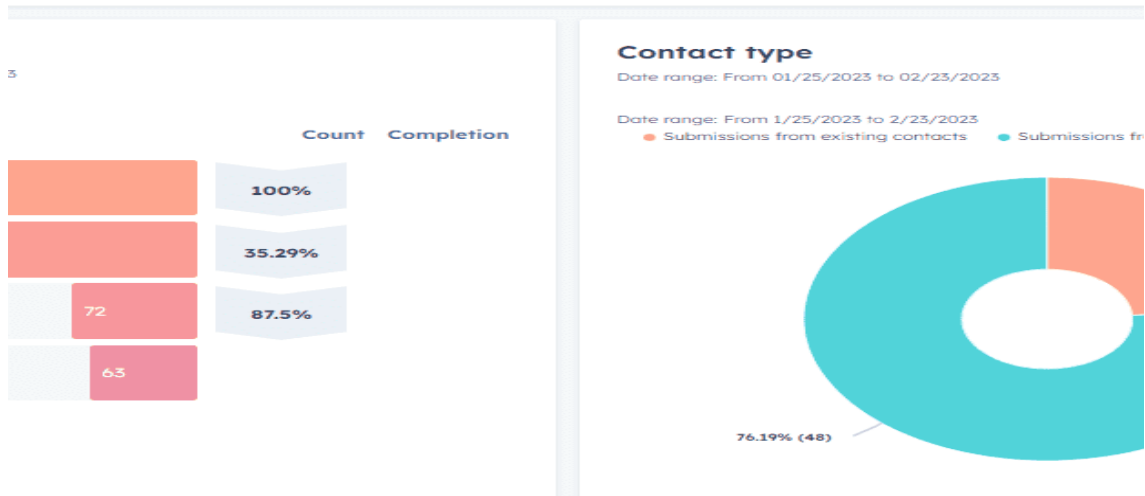 3
Count Completion
100%
35.29%
72 87.5%
63
Contact type
Date range: From 01/25/2023 to 02/23/2023
Date range: From 1/25/2023 to 2/23/2023
Submissions from existing contacts Submissions
76.19% (48)